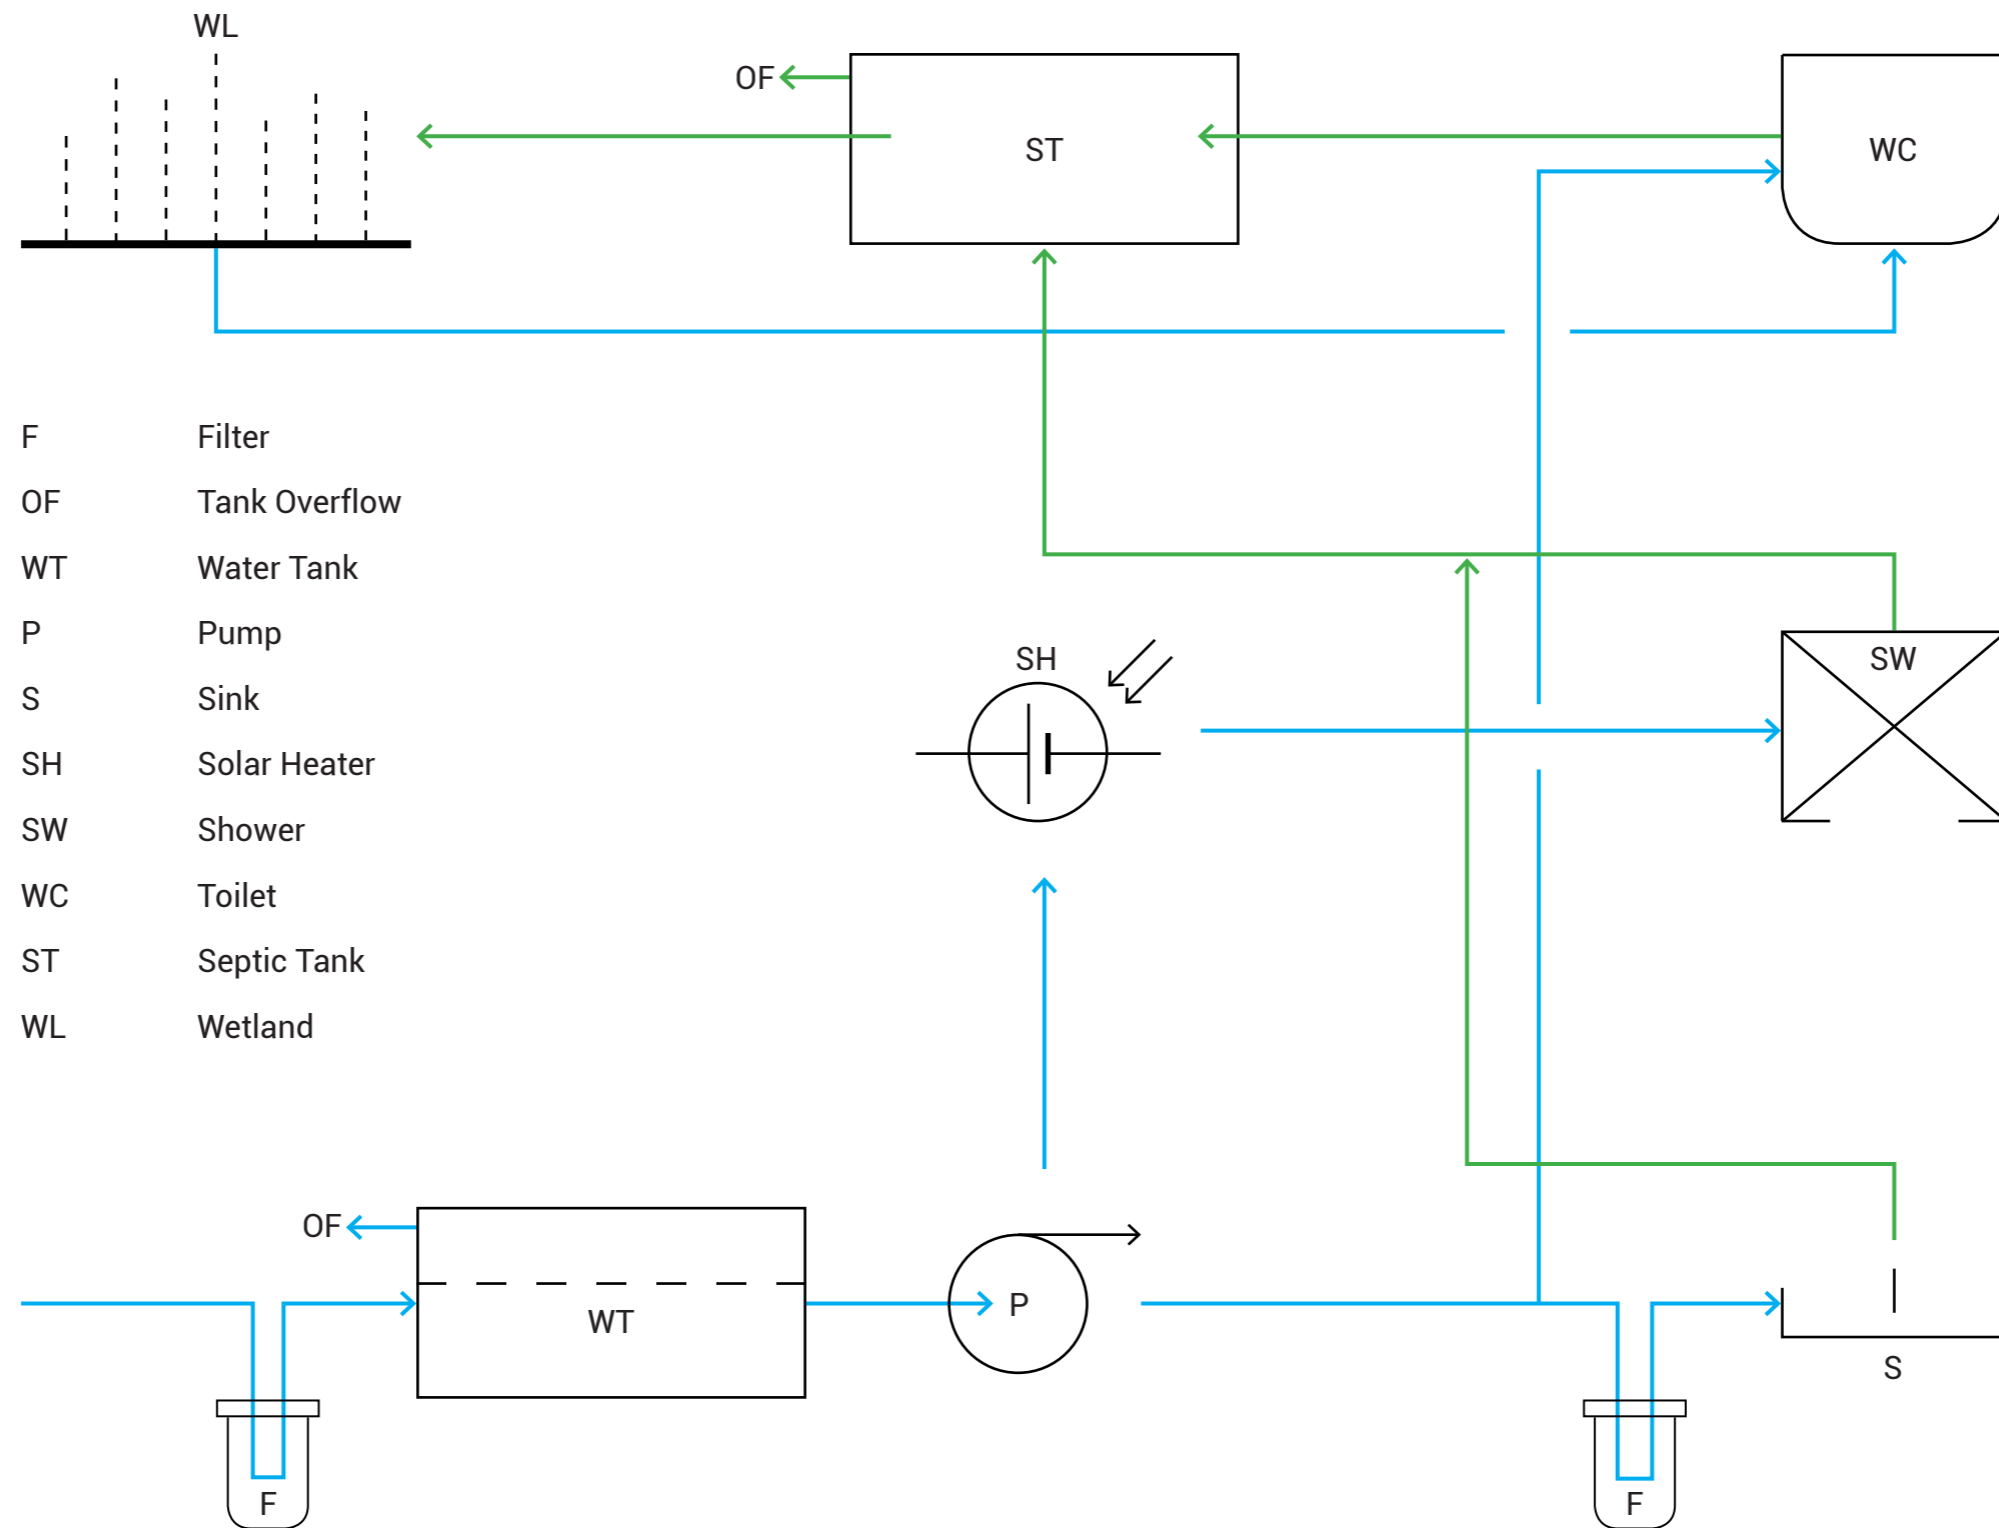 WL
OF
ST
WC
F Filter
OF Tank Overflow
WT Water Tank
P Pump
S Sink
SH Solar Heater
SW Shower
WC Toilet
ST Septic Tank
WL Wetland
SH
SW
OF
WT
P
S
F
F